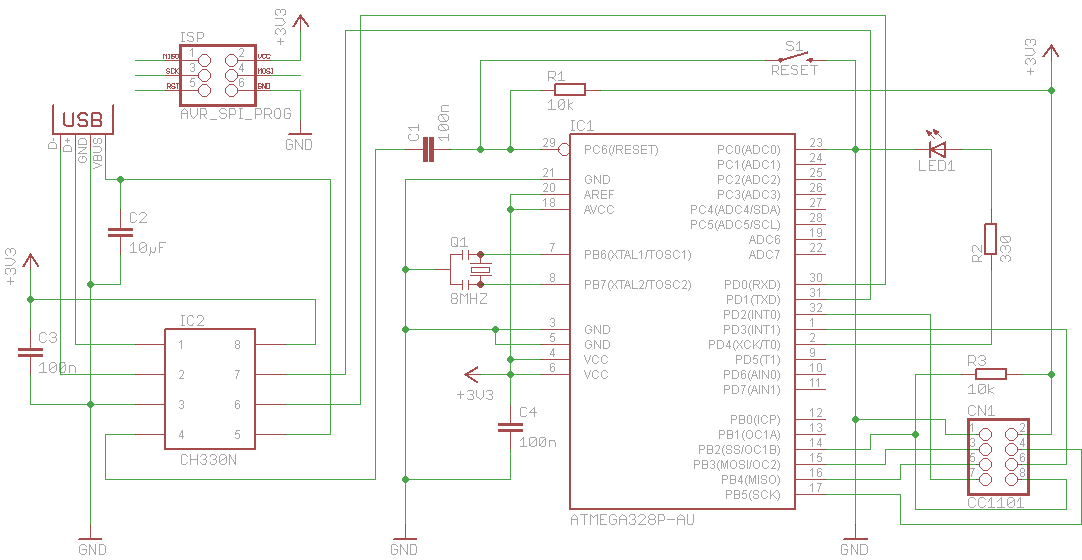 ISP
+3V3
MISO 1 2 VCC
SCK 3 4 MOSI
RST 5 6 GND
AVR_SPI_PROG
GND
USB
D-
D+
GND
VBUS
C2
10µF
+3V3
C3
100n
IC2
1 8
2 7
3 6
4 5
CH330N
GND
C1
100n
R1
10k
S1
RESET
+3V3
IC1
29 PC6(/RESET) PC0(ADC0) 23
PC1(ADC1) 24
21 GND PC2(ADC2) 25
20 AREF PC3(ADC3) 26
18 AVCC PC4(ADC4/SDA) 27
PC5(ADC5/SCL) 28
ADC6 19
7 PB6(XTAL1/TOSC1) ADC7 22
8 PB7(XTAL2/TOSC2) PD0(RXD) 30
PD1(TXD) 31
PD2(INT0) 32
3 GND PD3(INT1) 1
5 GND PD4(XCK/T0) 2
4 VCC PD5(T1) 9
6 VCC PD6(AIN0) 10
PD7(AIN1) 11
PB0(ICP) 12
PB1(OC1A) 13
PB2(SS/OC1B) 14
PB3(MOSI/OC2) 15
PB4(MISO) 16
PB5(SCK) 17
ATMEGA328P-AU
Q1
8MHZ
+3V3
C4
100n
GND
LED1
R2
330
R3
10k
CN1
1 2
3 4
5 6
7 8
CC1101
GND